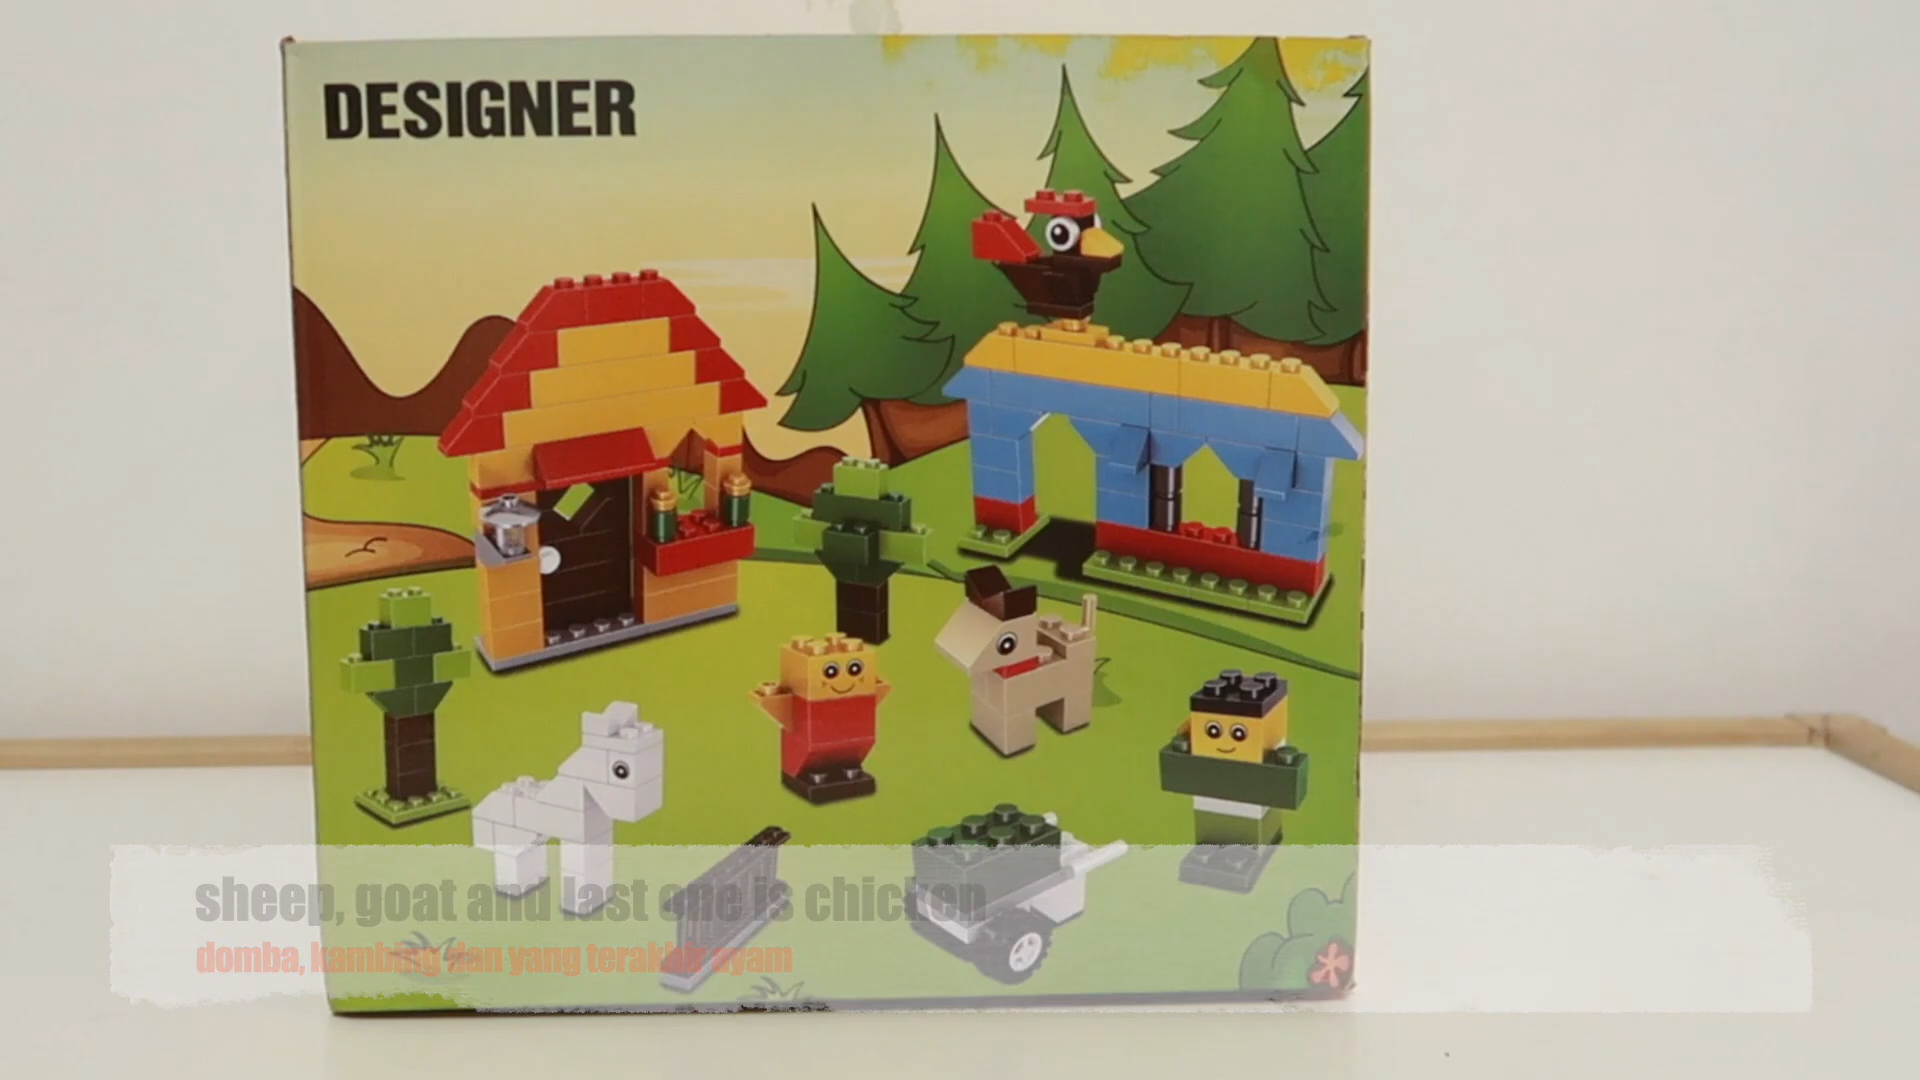 DESIGNER
sheep, goat and last one is chicken
domba, kambing dan yang terakhir ayam